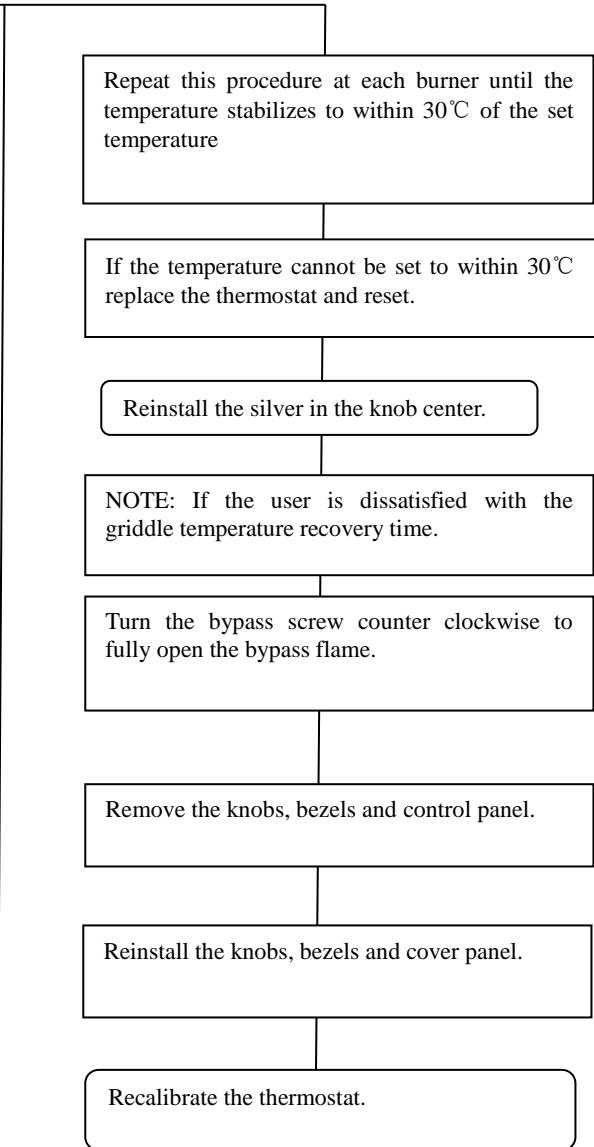 Repeat this procedure at each burner until the
temperature stabilizes to within 30℃ of the set
temperature
If the temperature cannot be set to within 30℃
replace the thermostat and reset.
Reinstall the silver in the knob center.
NOTE: If the user is dissatisfied with the
griddle temperature recovery time.
Turn the bypass screw counter clockwise to
fully open the bypass flame.
Remove the knobs, bezels and control panel.
Reinstall the knobs, bezels and cover panel.
Recalibrate the thermostat.